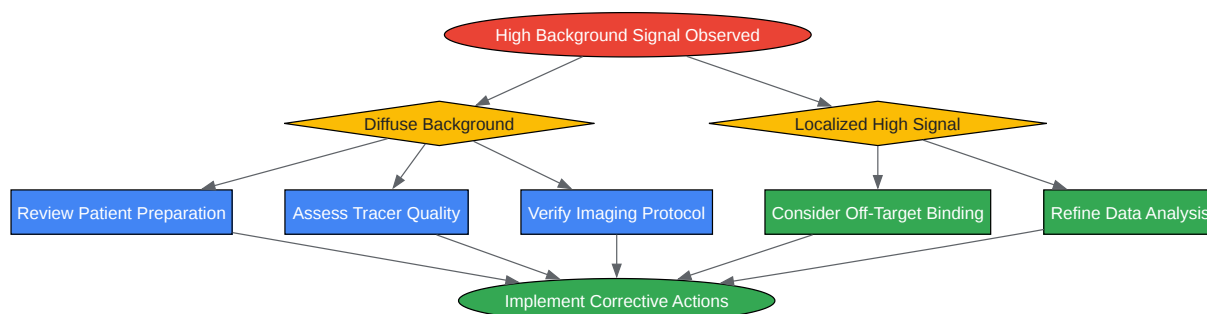 High Background Signal Observed
Diffuse Background
Localized High Signal
Review Patient Preparation
Assess Tracer Quality
Verify Imaging Protocol
Consider Off-Target Binding
Refine Data Analysis
Implement Corrective Actions